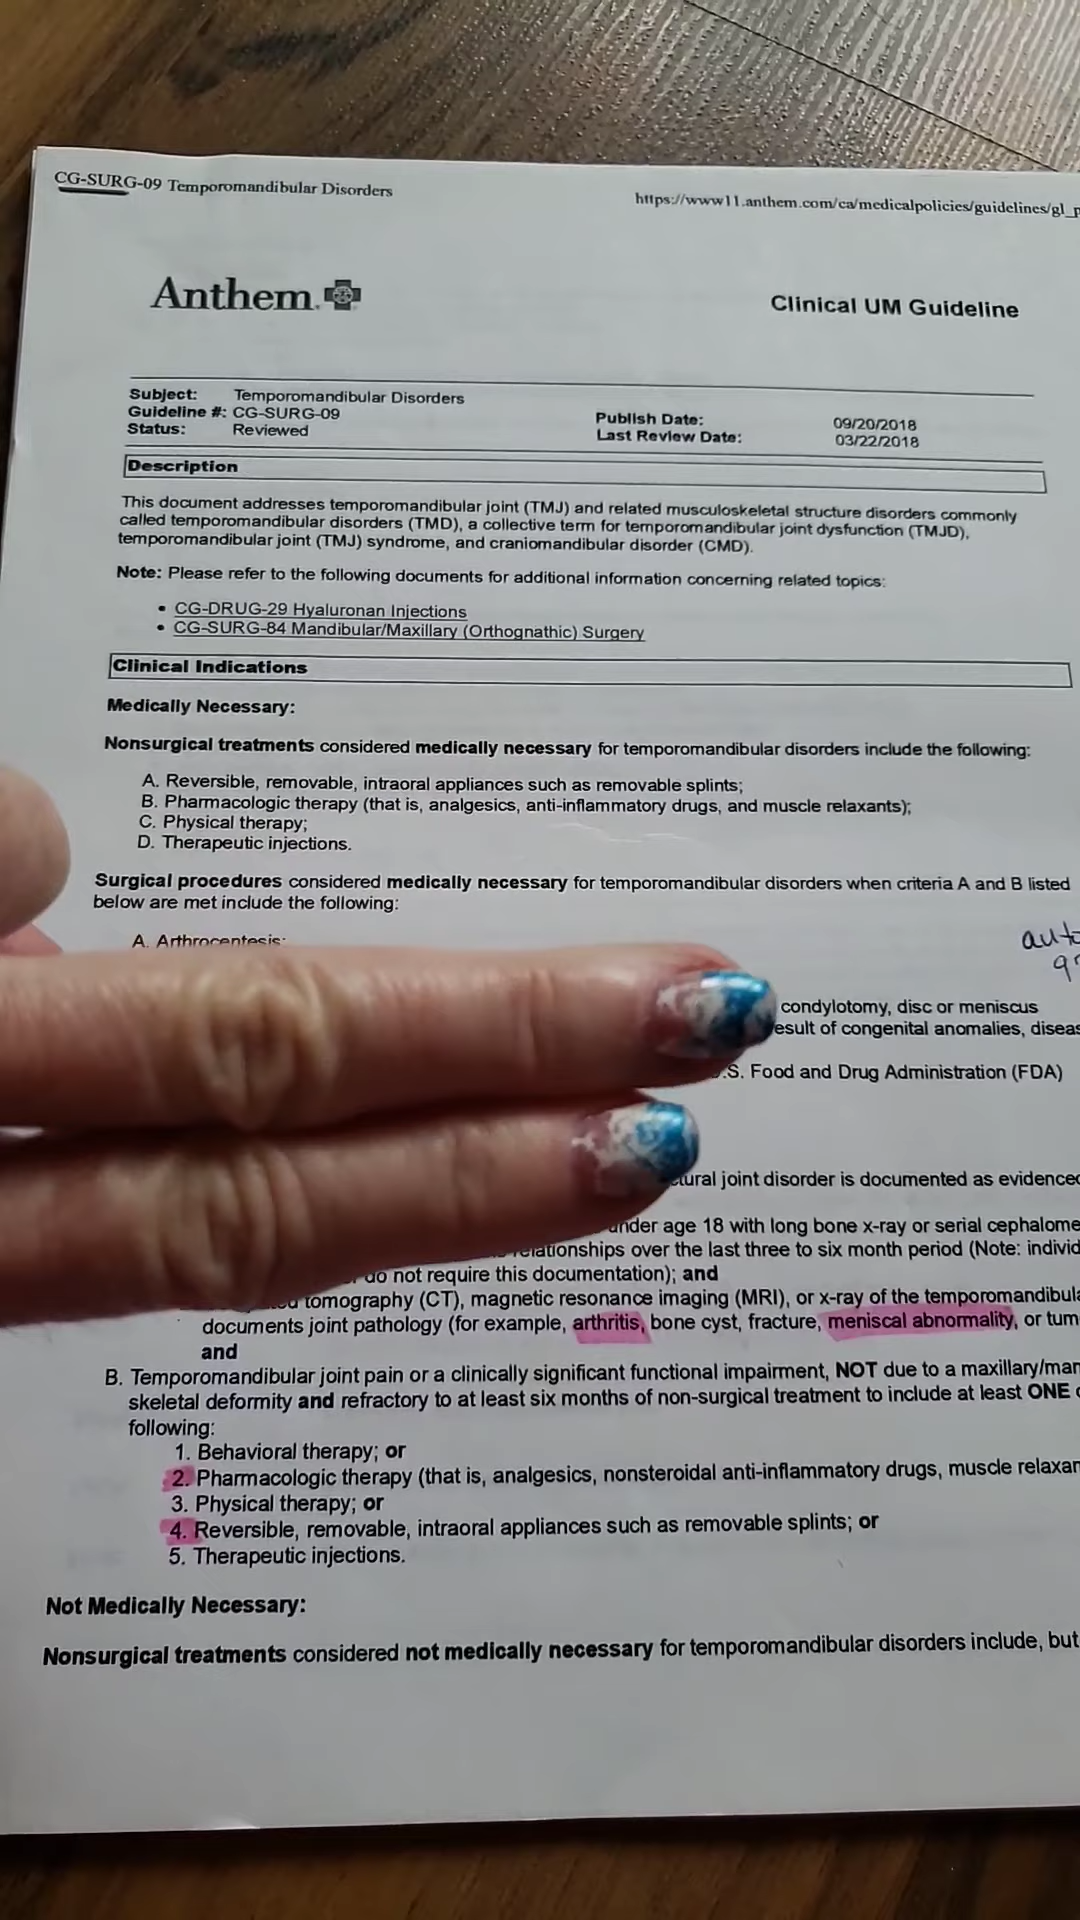 CG-SURG-09 Temporomandibular Disorders
https://www11.anthem.com/ca/medicalpolicies/guidelines/gl_p
Anthem.
Clinical UM Guideline
Subject: Temporomandibular Disorders
Guideline #: CG-SURG-09
Status: Reviewed
Publish Date: 09/20/2018
Last Review Date: 03/22/2018
Description
This document addresses temporomandibular joint (TMJ) and related musculoskeletal structure disorders commonly
called temporomandibular disorders (TMD), a collective term for temporomandibular joint dysfunction (TMJD),
temporomandibular joint (TMJ) syndrome, and craniomandibular disorder (CMD).
Note: Please refer to the following documents for additional information concerning related topics:
• CG-DRUG-29 Hyaluronan Injections
• CG-SURG-84 Mandibular/Maxillary (Orthognathic) Surgery
Clinical Indications
Medically Necessary:
Nonsurgical treatments considered medically necessary for temporomandibular disorders include the following:
A. Reversible, removable, intraoral appliances such as removable splints;
B. Pharmacologic therapy (that is, analgesics, anti-inflammatory drugs, and muscle relaxants);
C. Physical therapy;
D. Therapeutic injections.
Surgical procedures considered medically necessary for temporomandibular disorders when criteria A and B listed
below are met include the following:
A. Arthrocentesis;
auto
condylotomy, disc or meniscus
esult of congenital anomalies, diseas
.S. Food and Drug Administration (FDA)
ctural joint disorder is documented as evidenced
under age 18 with long bone x-ray or serial cephalome
relationships over the last three to six month period (Note: individ
do not require this documentation); and
tomography (CT), magnetic resonance imaging (MRI), or x-ray of the temporomandibula
documents joint pathology (for example, arthritis, bone cyst, fracture, meniscal abnormality, or tum
and
B. Temporomandibular joint pain or a clinically significant functional impairment, NOT due to a maxillary/man
skeletal deformity and refractory to at least six months of non-surgical treatment to include at least ONE o
following:
1. Behavioral therapy; or
2. Pharmacologic therapy (that is, analgesics, nonsteroidal anti-inflammatory drugs, muscle relaxan
3. Physical therapy; or
4. Reversible, removable, intraoral appliances such as removable splints; or
5. Therapeutic injections.
Not Medically Necessary:
Nonsurgical treatments considered not medically necessary for temporomandibular disorders include, but